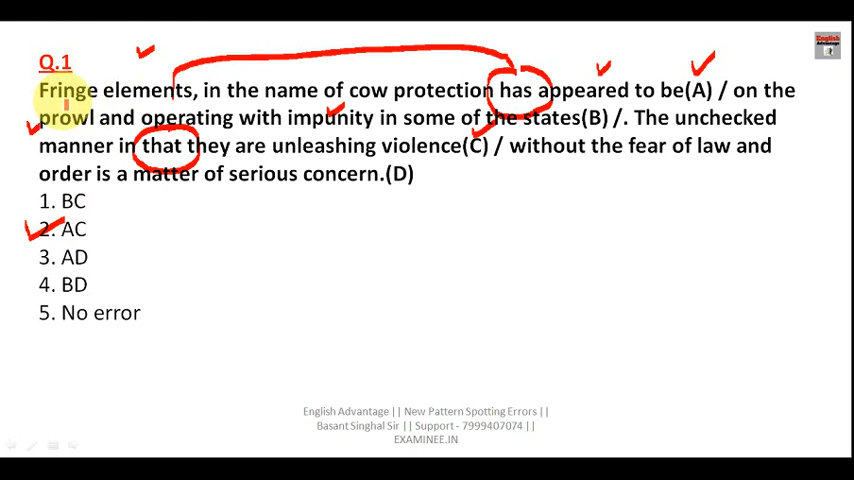 English
Advantage
Q.1
Fringe elements, in the name of cow protection has appeared to be(A) / on the
prowl and operating with impunity in some of the states(B) /. The unchecked
manner in that they are unleashing violence(C) / without the fear of law and
order is a matter of serious concern.(D)
1. BC
2. AC
3. AD
4. BD
5. No error
English Advantage || New Pattern Spotting Errors ||
Basant Singhal Sir || Support - 7999407074 ||
EXAMINEE.IN